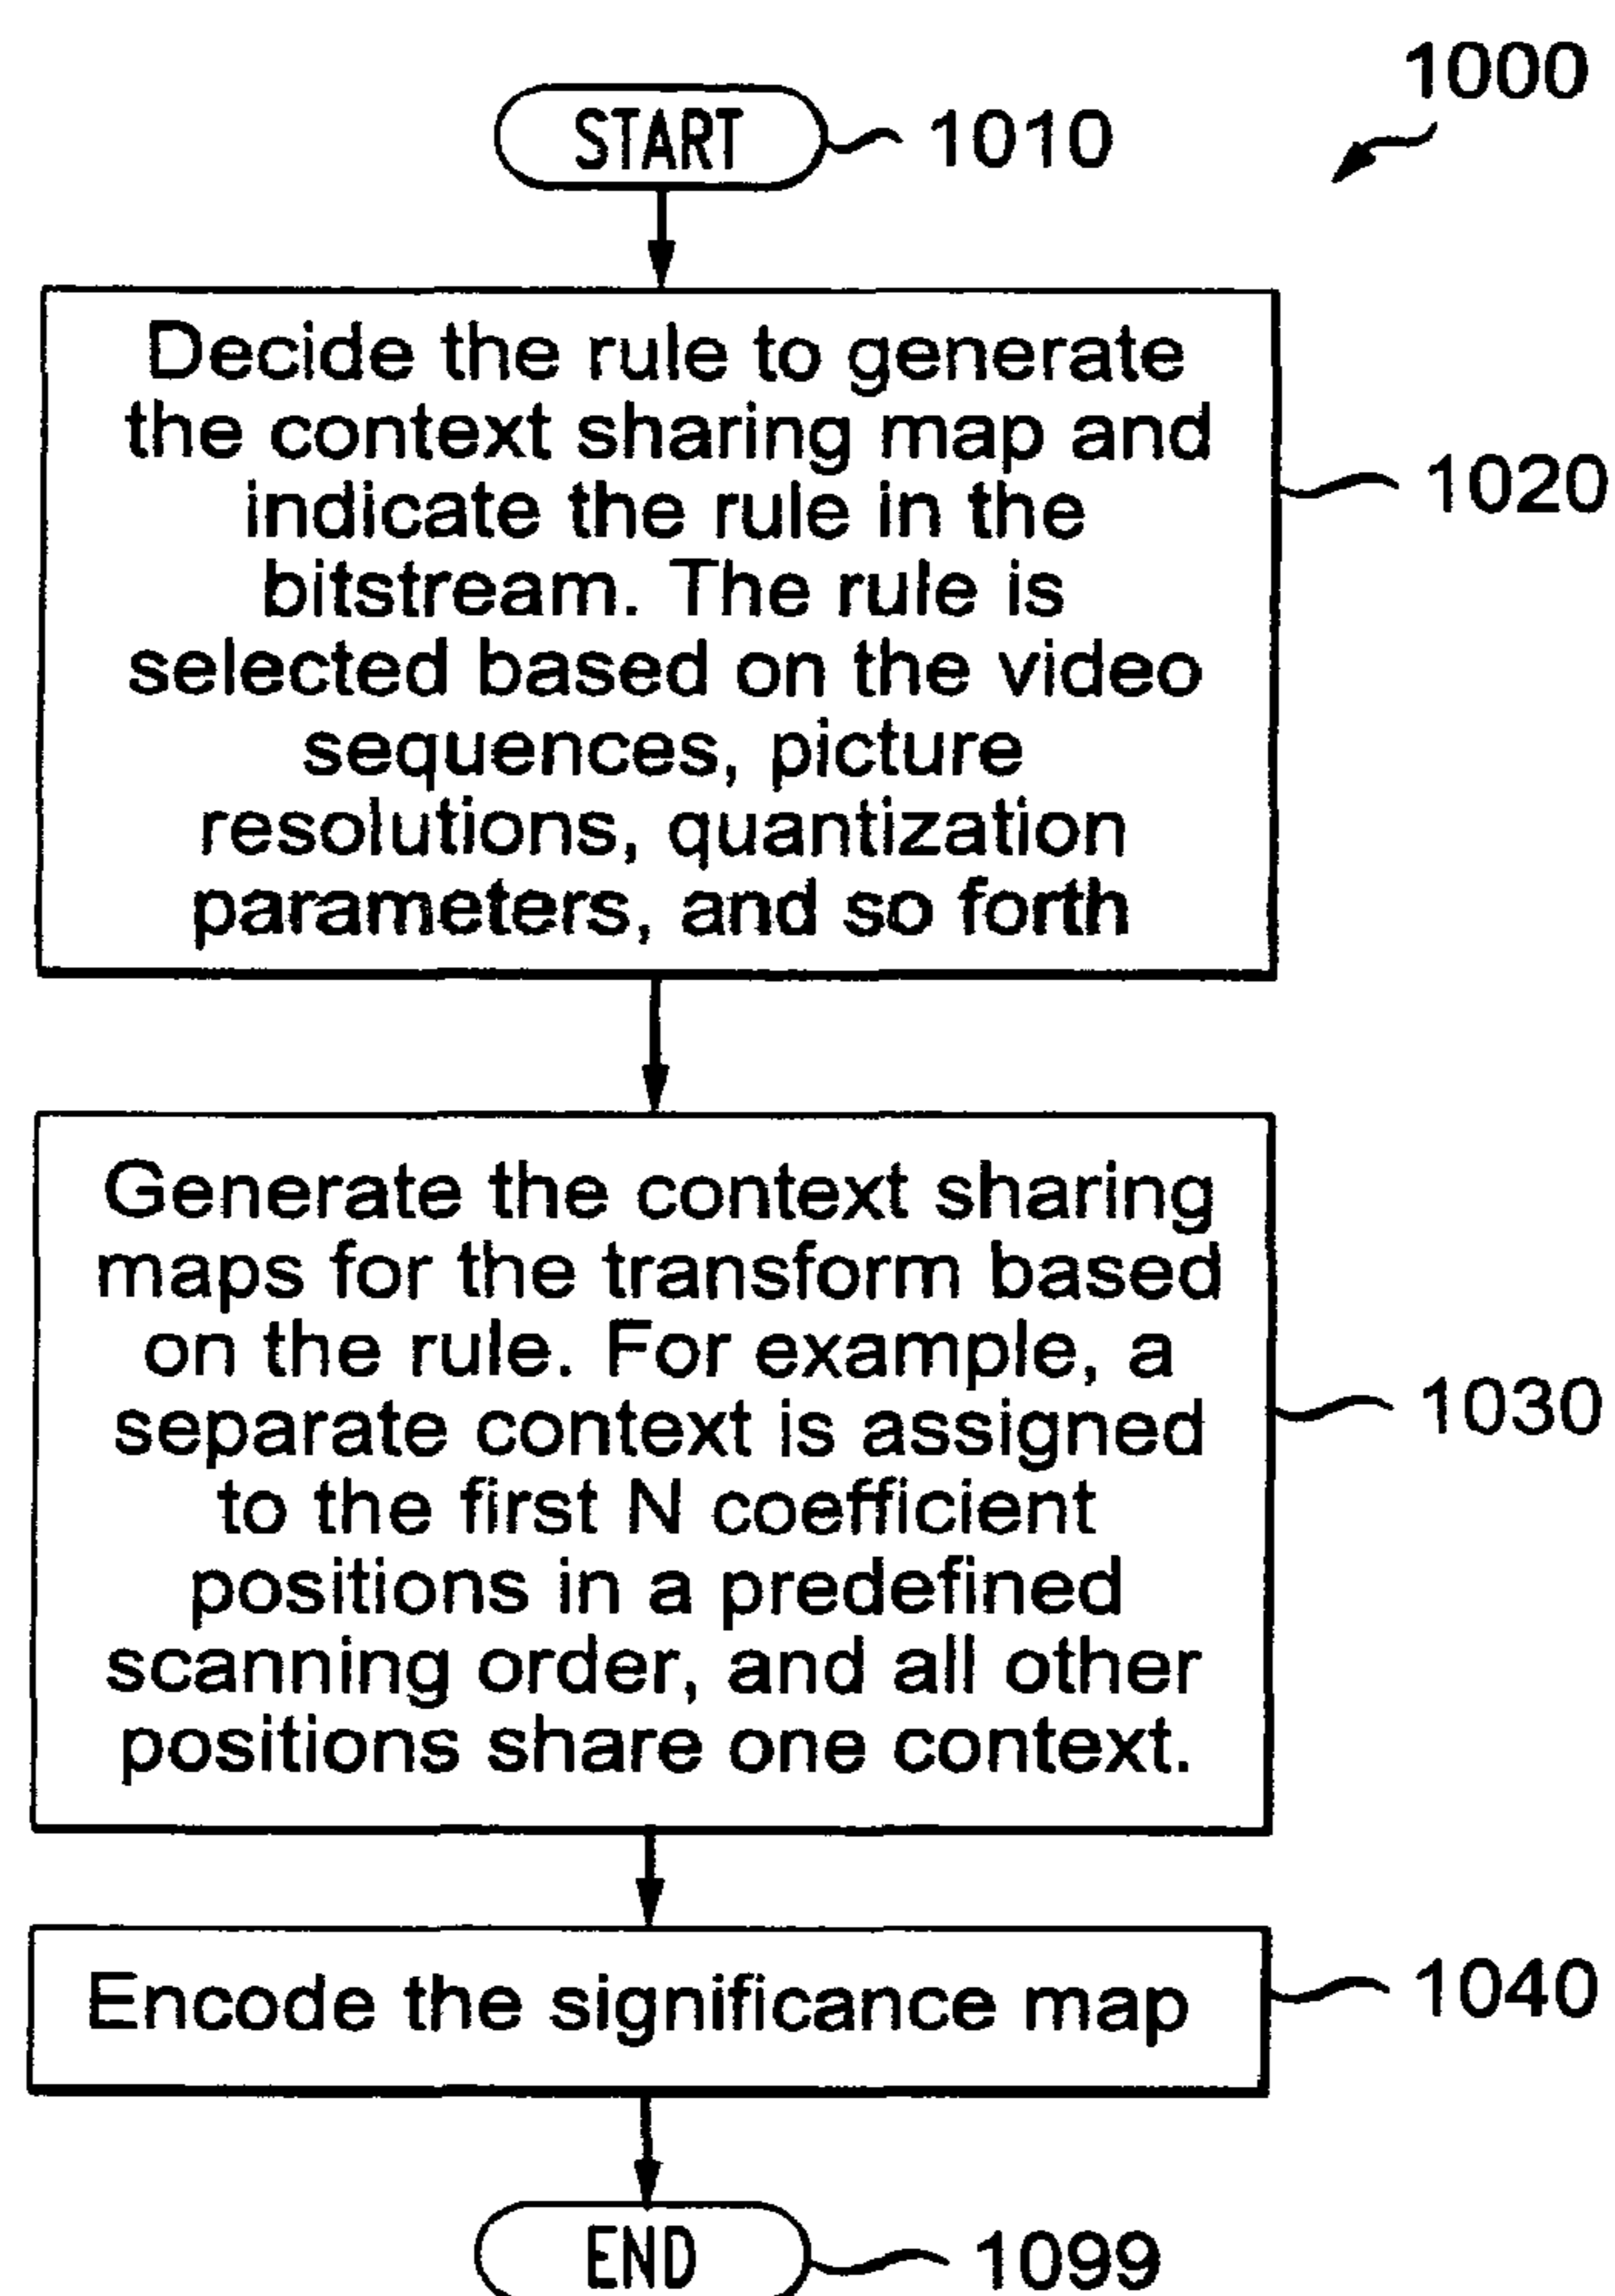 1000
START 1010
Decide the rule to generate
the context sharing map and
indicate the rule in the
bitstream. The rule is
selected based on the video
sequences, picture
resolutions, quantization
parameters, and so forth
1020
Generate the context sharing
maps for the transform based
on the rule. For example, a
separate context is assigned
to the first N coefficient
positions in a predefined
scanning order, and all other
positions share one context.
1030
Encode the significance map 1040
END 1099